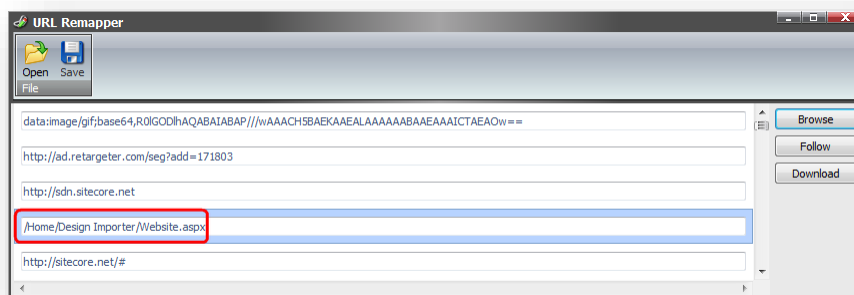 URL Remapper
Open Save
File
data:image/gif;base64,R0lGODlhAQABAIABAP///wAAACH5BAEKAAEALAAAAAABAAEAAAICTAEAOw==
Browse
http://ad.retargeter.com/seg?add=171803
Follow
Download
http://sdn.sitecore.net
/Home/Design Importer/Website.aspx
http://sitecore.net/#